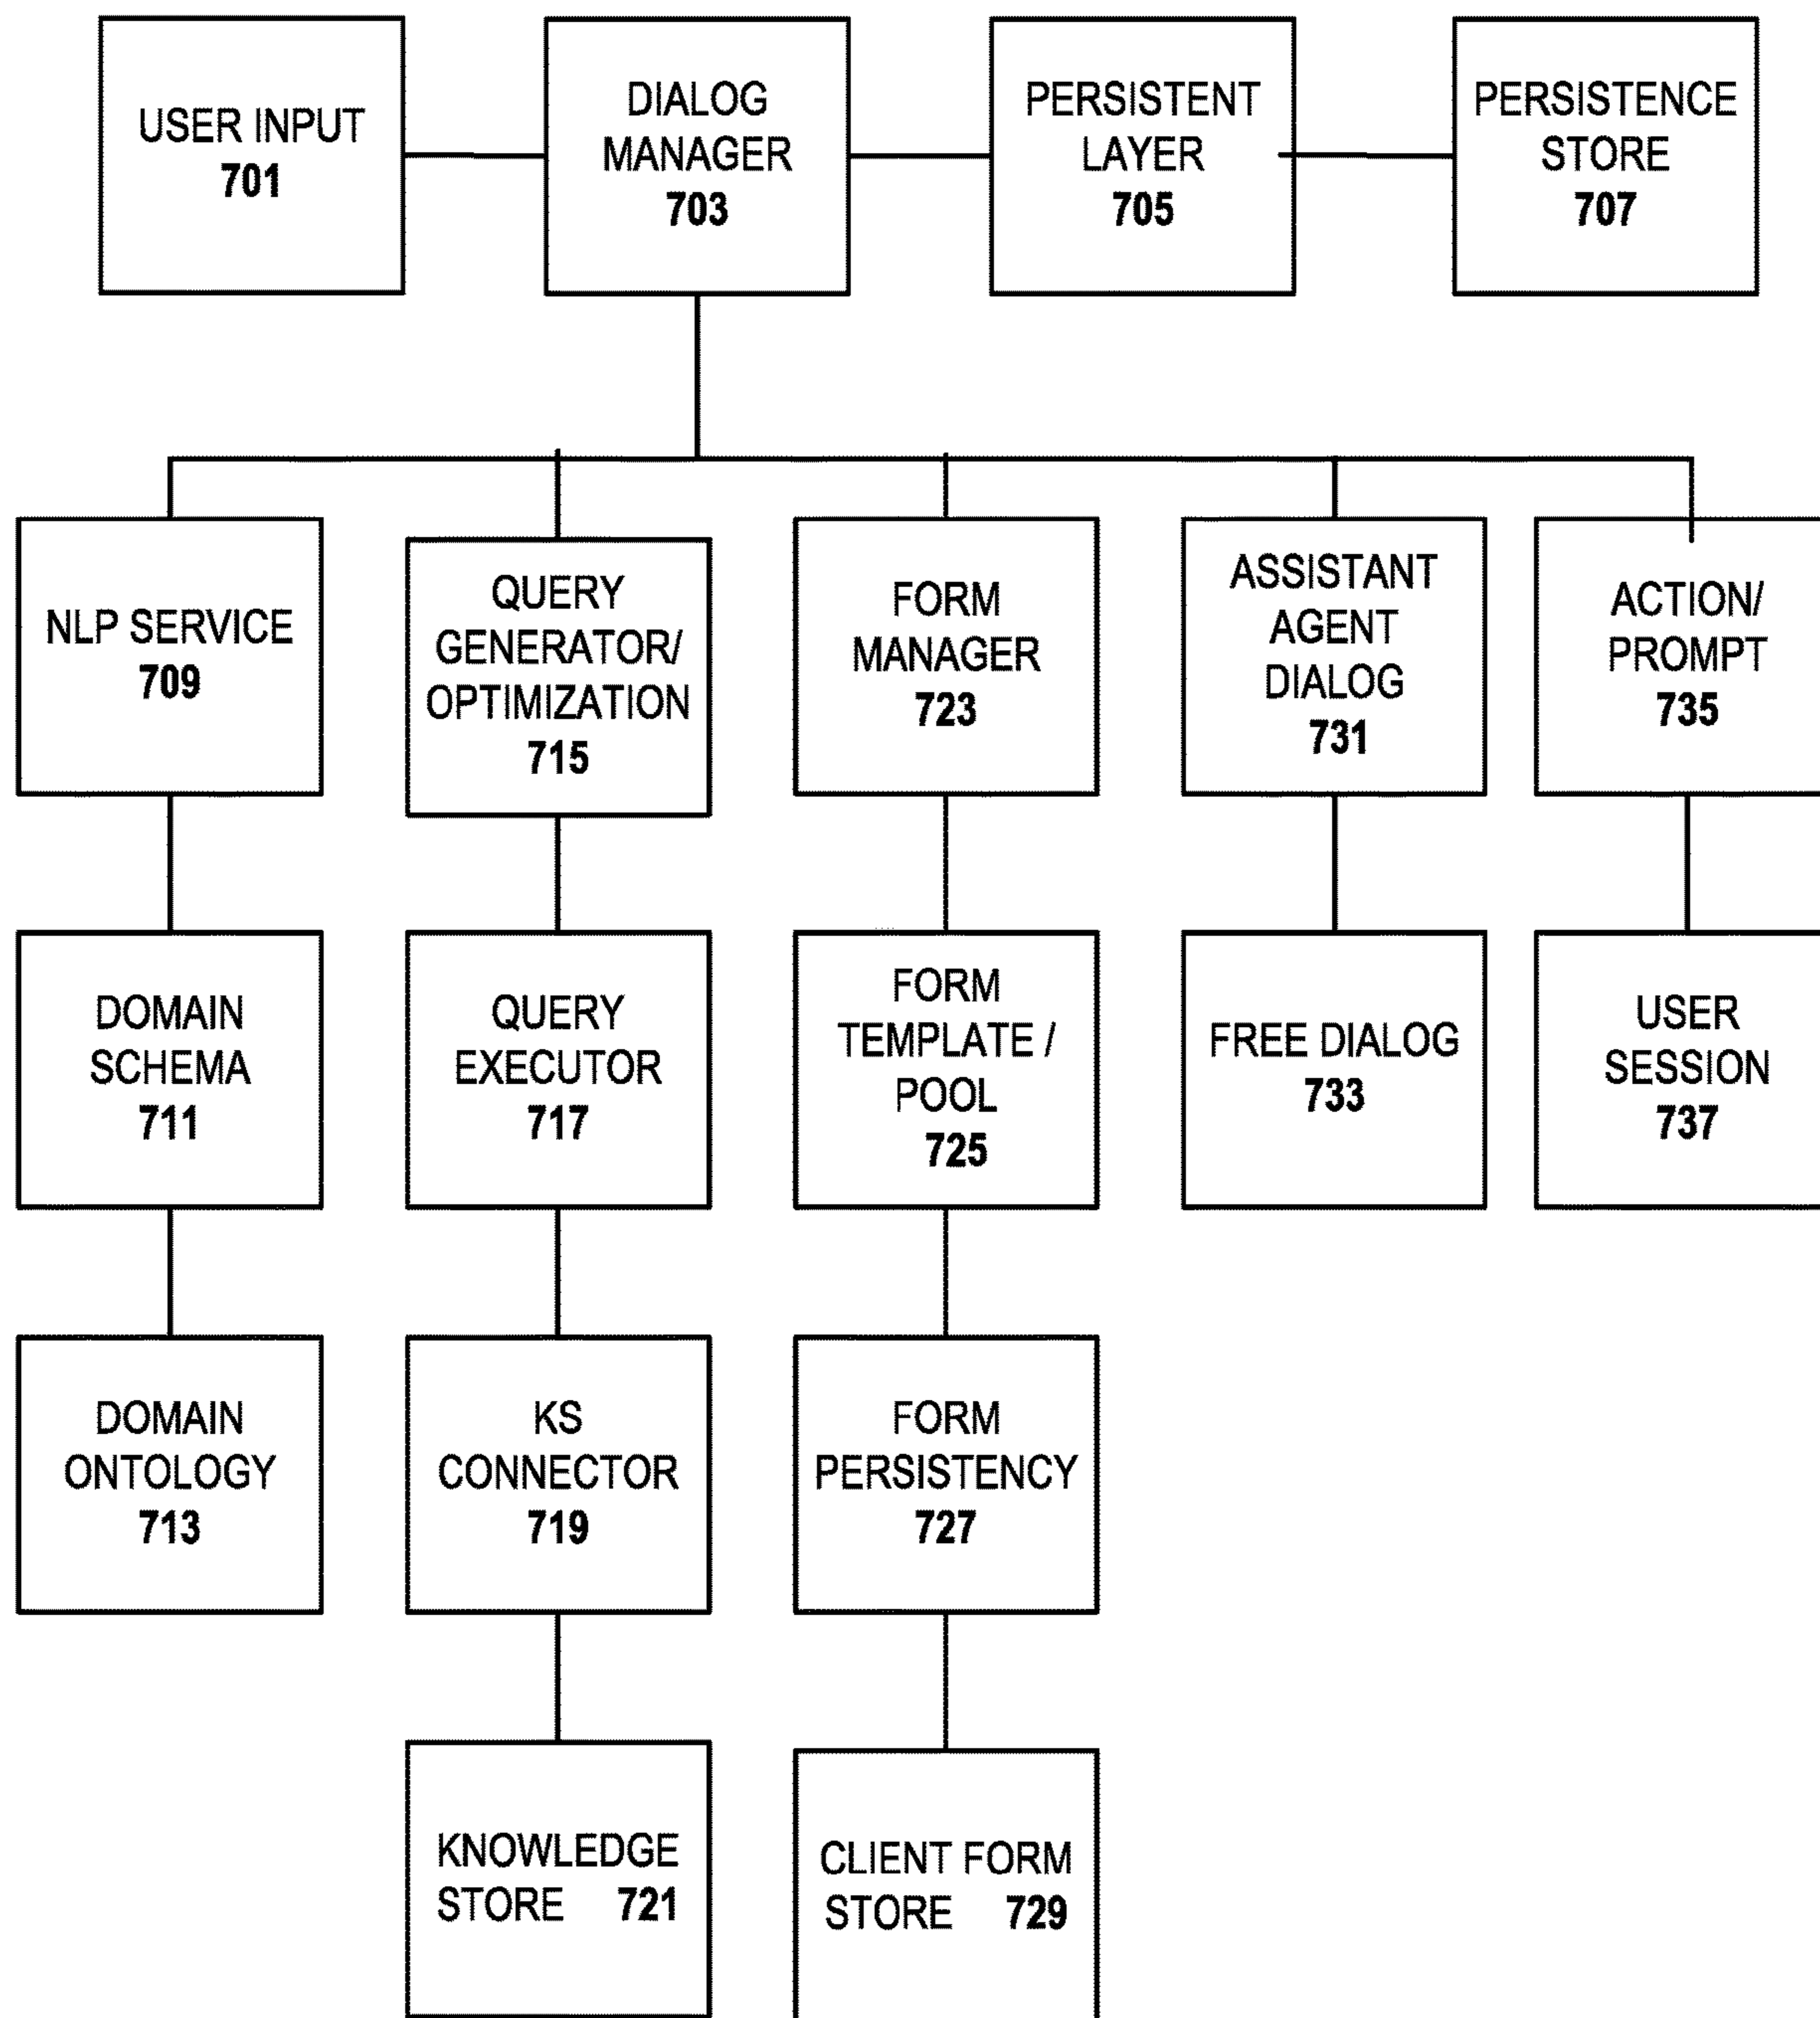 USER INPUT
701
DIALOG
MANAGER
703
PERSISTENT
LAYER
705
PERSISTENCE
STORE
707
NLP SERVICE
709
QUERY
GENERATOR/
OPTIMIZATION
715
FORM
MANAGER
723
ASSISTANT
AGENT
DIALOG
731
ACTION/
PROMPT
735
DOMAIN
SCHEMA
711
QUERY
EXECUTOR
717
FORM
TEMPLATE /
POOL
725
FREE DIALOG
733
USER
SESSION
737
DOMAIN
ONTOLOGY
713
KS
CONNECTOR
719
FORM
PERSISTENCY
727
KNOWLEDGE
STORE 721
CLIENT FORM
STORE 729